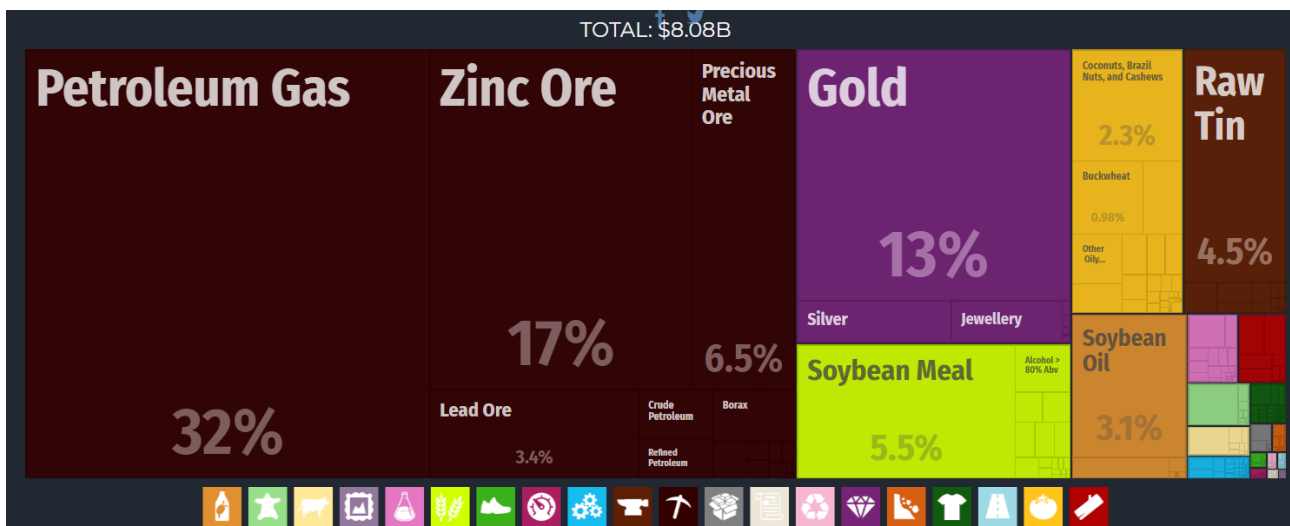 TOTAL: $8.08B
Petroleum Gas
32%
Zinc Ore
17%
Precious
Metal
Ore
6.5%
Lead Ore
3.4%
Crude
Petroleum
Borax
Refined
Petroleum
Gold
13%
Silver
Jewellery
Soybean Meal
5.5%
Alcohol >
80% Abv
Coconuts, Brazil
Nuts, and Cashews
2.3%
Buckwheat
0.98%
Other
Oily...
Raw
Tin
4.5%
Soybean
Oil
3.1%